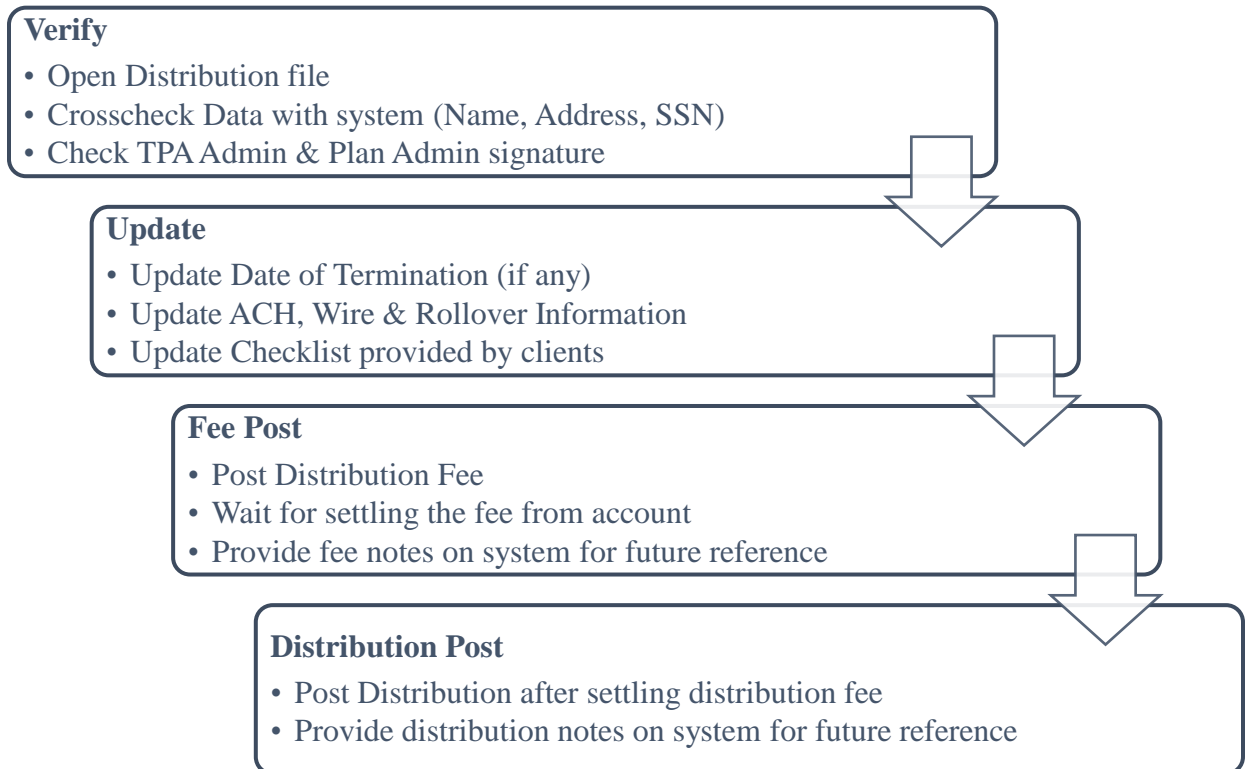 Verify
• Open Distribution file
• Crosscheck Data with system (Name, Address, SSN)
• Check TPA Admin & Plan Admin signature
Update
• Update Date of Termination (if any)
• Update ACH, Wire & Rollover Information
• Update Checklist provided by clients
Fee Post
• Post Distribution Fee
• Wait for settling the fee from account
• Provide fee notes on system for future reference
Distribution Post
• Post Distribution after settling distribution fee
• Provide distribution notes on system for future reference